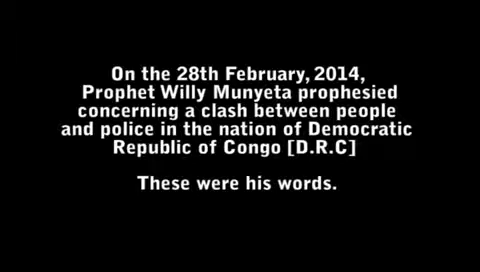 On the 28th February, 2014,
Prophet Willy Munyeta prophesied
concerning a clash between people
and police in the nation of Democratic
Republic of Congo [D.R.C]
These were his words.